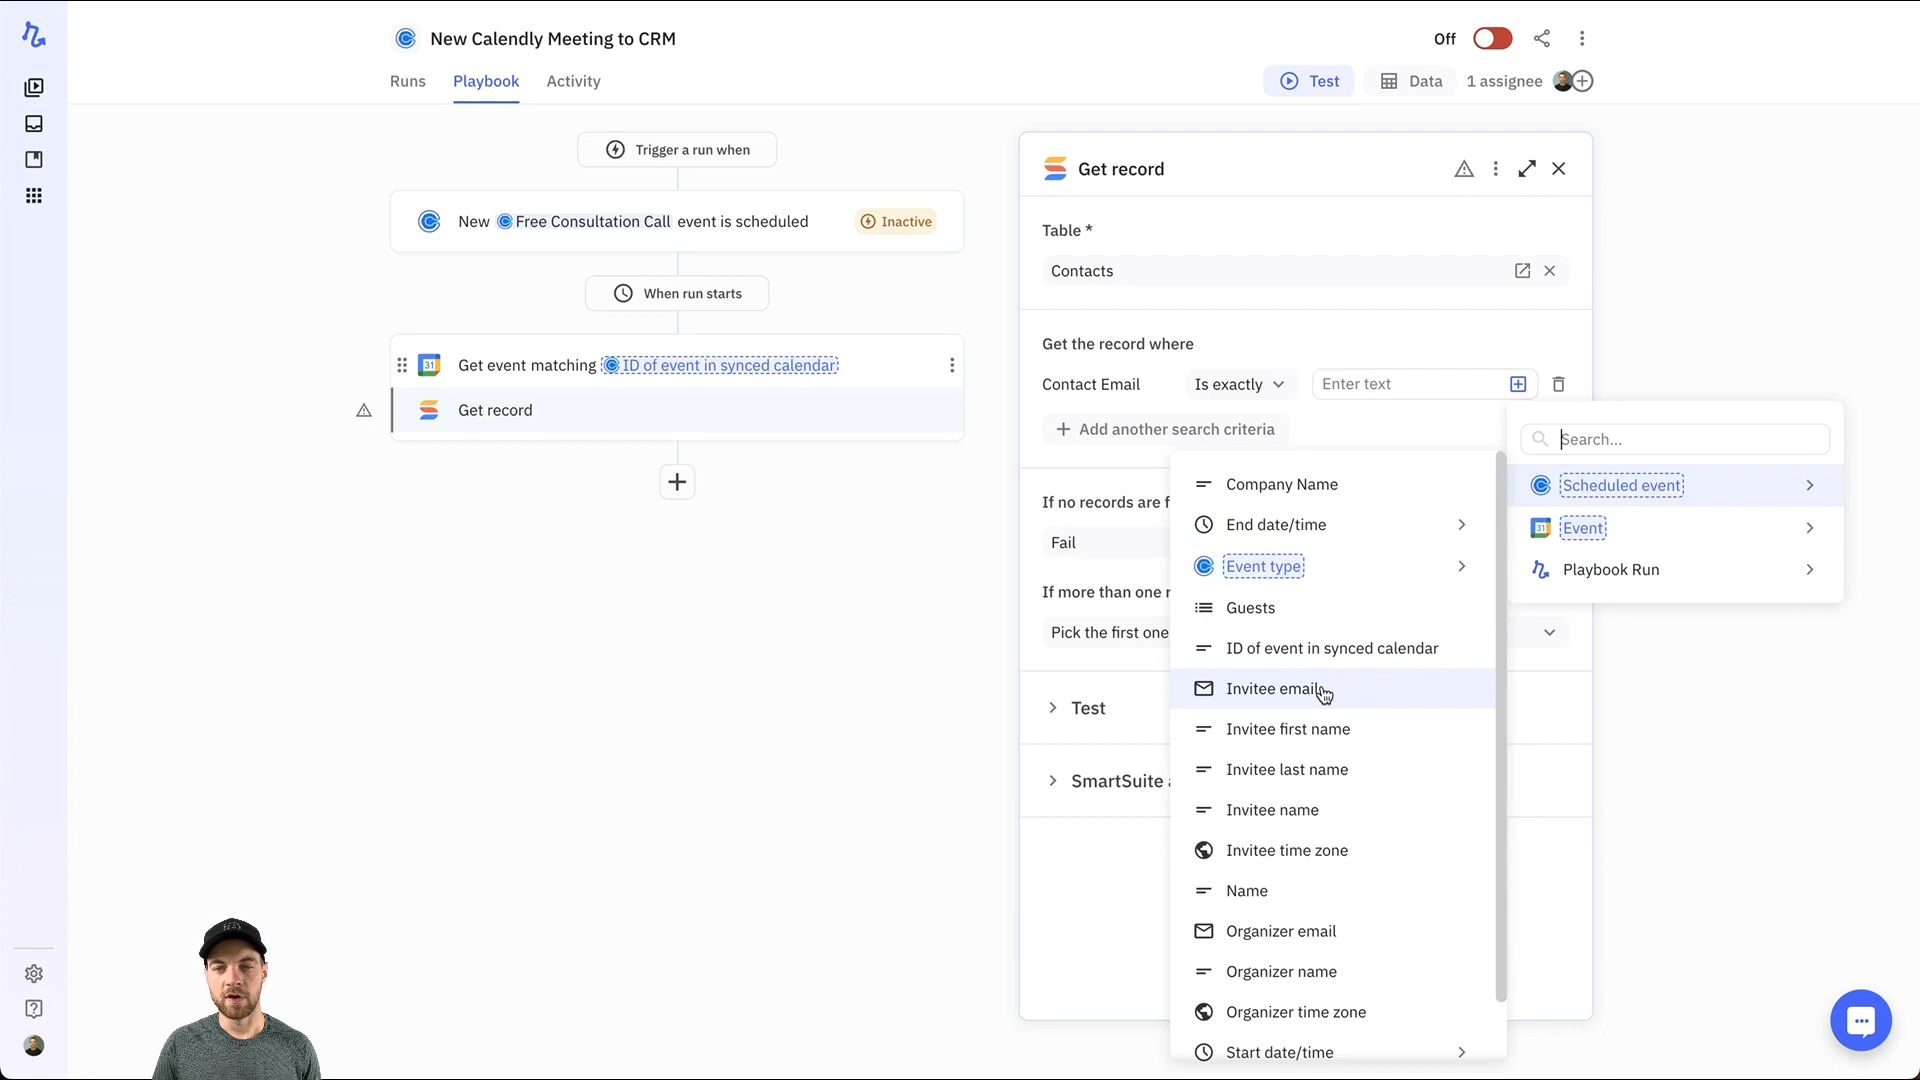 New Calendly Meeting to CRM
Off
Runs
Playbook
Activity
Test
Data
1 assignee
Trigger a run when
New Free Consultation Call event is scheduled
Inactive
When run starts
31 Get event matching ID of event in synced calendar
Get record
Get record
Table *
Contacts
Get the record where
Contact Email
Is exactly
Enter text
Add another search criteria
If no records are f
Fail
If more than one r
Pick the first one
Test
SmartSuite a
Company Name
End date/time
Event type
Guests
ID of event in synced calendar
Invitee email
Invitee first name
Invitee last name
Invitee name
Invitee time zone
Name
Organizer email
Organizer name
Organizer time zone
Start date/time
Search...
Scheduled event
31 Event
Playbook Run